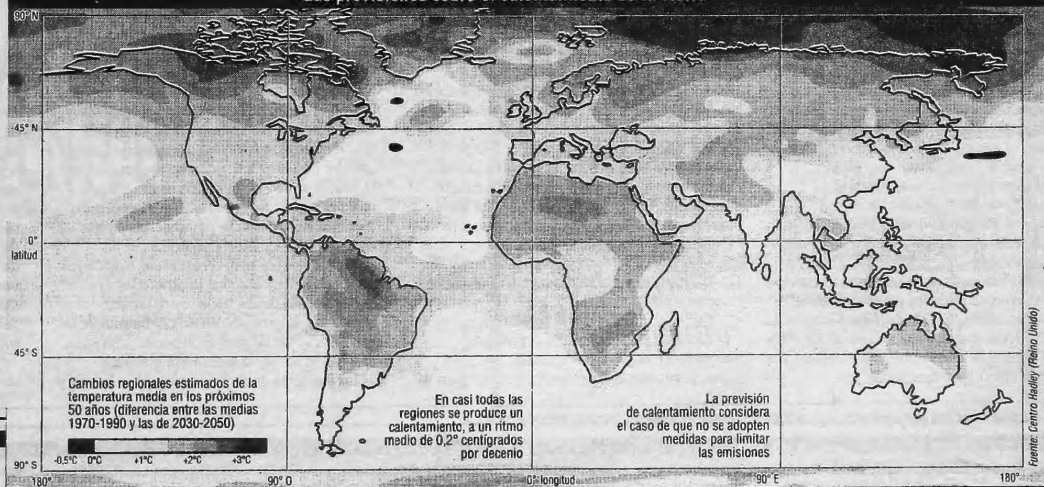 Las previsiones sobre el
90°N
45° N
0°
latitud
45° S
90° S
180°
90° O
0° longitud
90° E
180°
Cambios regionales estimados de la
temperatura media en los próximos
50 años (diferencia entre las medias
1970-1990 y las de 2030-2050)
-0,5°C 0°C +1°C +2°C +3°C
En casi todas las
regiones se produce un
calentamiento, a un ritmo
medio de 0,2° centígrados
por decenio
La previsión
de calentamiento considera
el caso de que no se adopten
medidas para limitar
las emisiones
Fuente: Centro Hadley (Reino Unido)